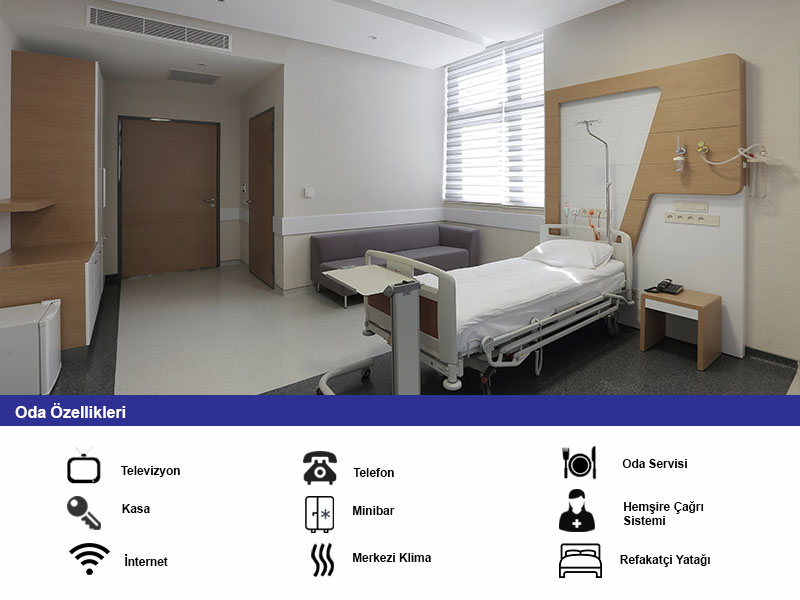 Oda Özellikleri
Televizyon
Telefon
Oda Servisi
Kasa
Minibar
Hemşire Çağrı
Sistemi
İnternet
Merkezi Klima
Refakatçi Yatağı